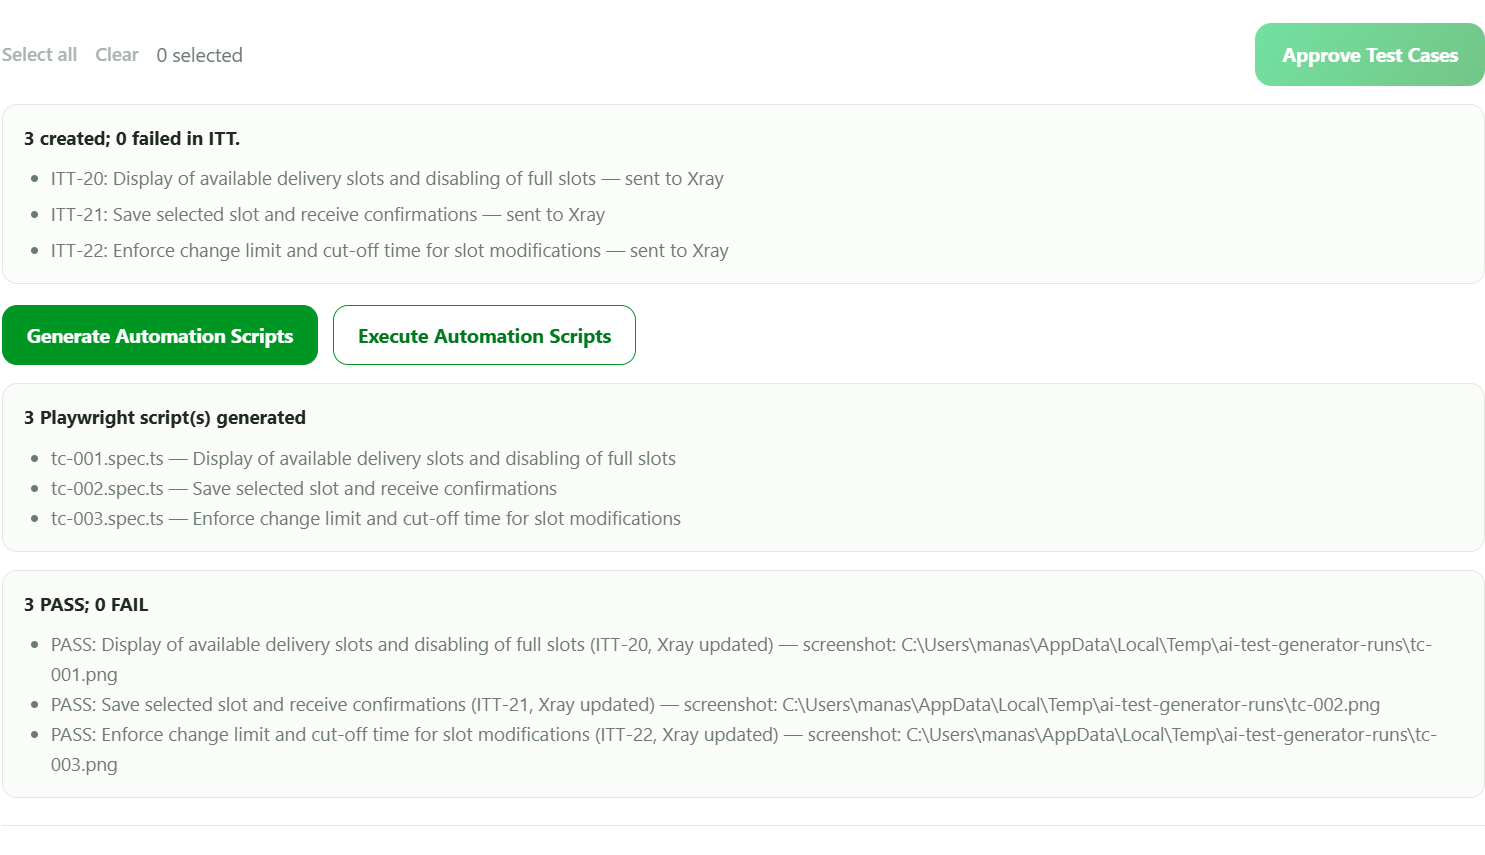 Select all Clear 0 selected
Approve Test Cases
3 created; 0 failed in ITT.
• ITT-20: Display of available delivery slots and disabling of full slots — sent to Xray
• ITT-21: Save selected slot and receive confirmations — sent to Xray
• ITT-22: Enforce change limit and cut-off time for slot modifications — sent to Xray
Generate Automation Scripts
Execute Automation Scripts
3 Playwright script(s) generated
• tc-001.spec.ts — Display of available delivery slots and disabling of full slots
• tc-002.spec.ts — Save selected slot and receive confirmations
• tc-003.spec.ts — Enforce change limit and cut-off time for slot modifications
3 PASS; 0 FAIL
• PASS: Display of available delivery slots and disabling of full slots (ITT-20, Xray updated) — screenshot: C:\Users\manas\AppData\Local\Temp\ai-test-generator-runs\tc-
001.png
• PASS: Save selected slot and receive confirmations (ITT-21, Xray updated) — screenshot: C:\Users\manas\AppData\Local\Temp\ai-test-generator-runs\tc-002.png
• PASS: Enforce change limit and cut-off time for slot modifications (ITT-22, Xray updated) — screenshot: C:\Users\manas\AppData\Local\Temp\ai-test-generator-runs\tc-
003.png